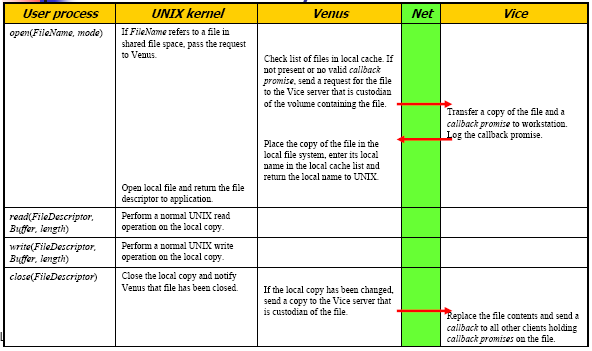 User process
UNIX kernel
Venus
Net
Vice
open(FileName, mode)
If FileName refers to a file in
shared file space, pass the request
to Venus.
Check list of files in local cache. If
not present or no valid callback
promise, send a request for the file
to the Vice server that is custodian
of the volume containing the file.
Transfer a copy of the file and a
callback promise to workstation.
Log the callback promise.
Place the copy of the file in the
local file system, enter its local
name in the local cache list and
return the local name to UNIX.
Open local file and return the file
descriptor to application.
read(FileDescriptor,
Buffer, length)
Perform a normal UNIX read
operation on the local copy.
write(FileDescriptor,
Buffer, length)
Perform a normal UNIX write
operation on the local copy.
close(FileDescriptor)
Close the local copy and notify
Venus that file has been closed.
If the local copy has been changed,
send a copy to the Vice server that
is custodian of the file.
Replace the file contents and send a
callback to all other clients holding
callback promises on the file.